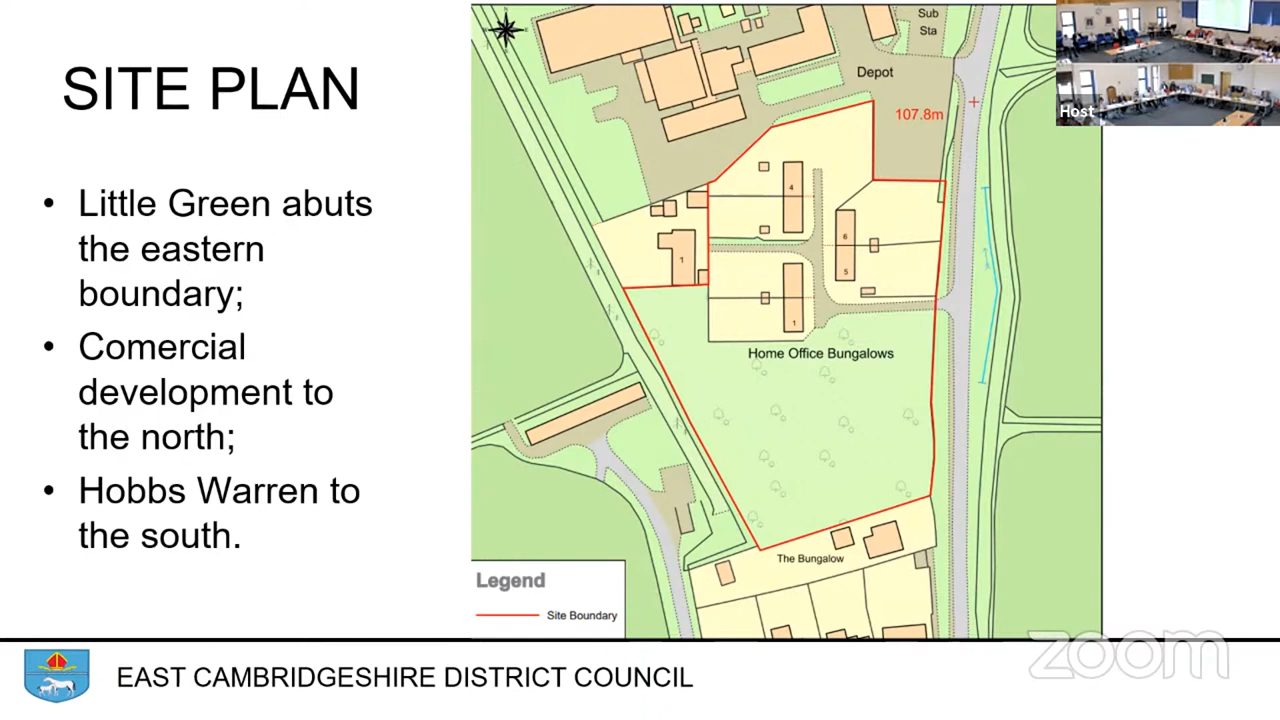 SITE PLAN
• Little Green abuts
the eastern
boundary;
• Comercial
development to
the north;
• Hobbs Warren to
the south.
Sub
Sta
Depot
107.8m
4
6
5
1
Home Office Bungalows
The Bungalow
Legend
Site Boundary
Host
EAST CAMBRIDGESHIRE DISTRICT COUNCIL
zoom